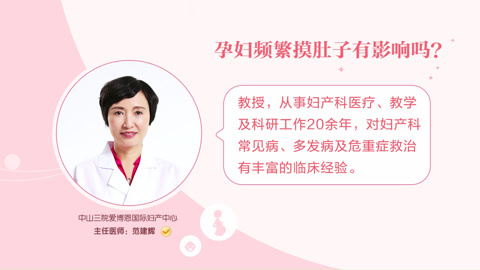 孕妇频繁摸肚子有影响吗?
教授，从事妇产科医疗、教学
及科研工作20余年，对妇产科
常见病、多发病及危重症救治
有丰富的临床经验。
中山三院爱博恩国际妇产中心
主任医师：范建辉